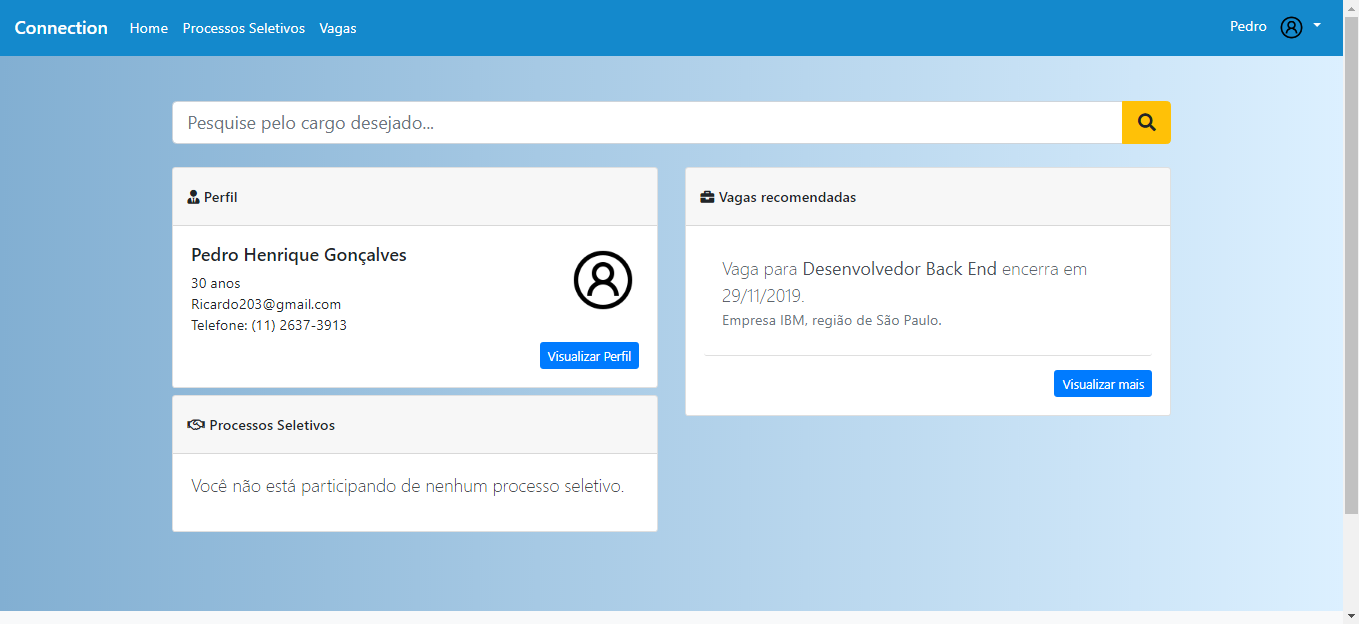 Connection Home Processos Seletivos Vagas Pedro
Pesquise pelo cargo desejado...
Perfil
Pedro Henrique Gonçalves
30 anos
Ricardo203@gmail.com
Telefone: (11) 2637-3913
Visualizar Perfil
Processos Seletivos
Você não está participando de nenhum processo seletivo.
Vagas recomendadas
Vaga para Desenvolvedor Back End encerra em
29/11/2019.
Empresa IBM, região de São Paulo.
Visualizar mais